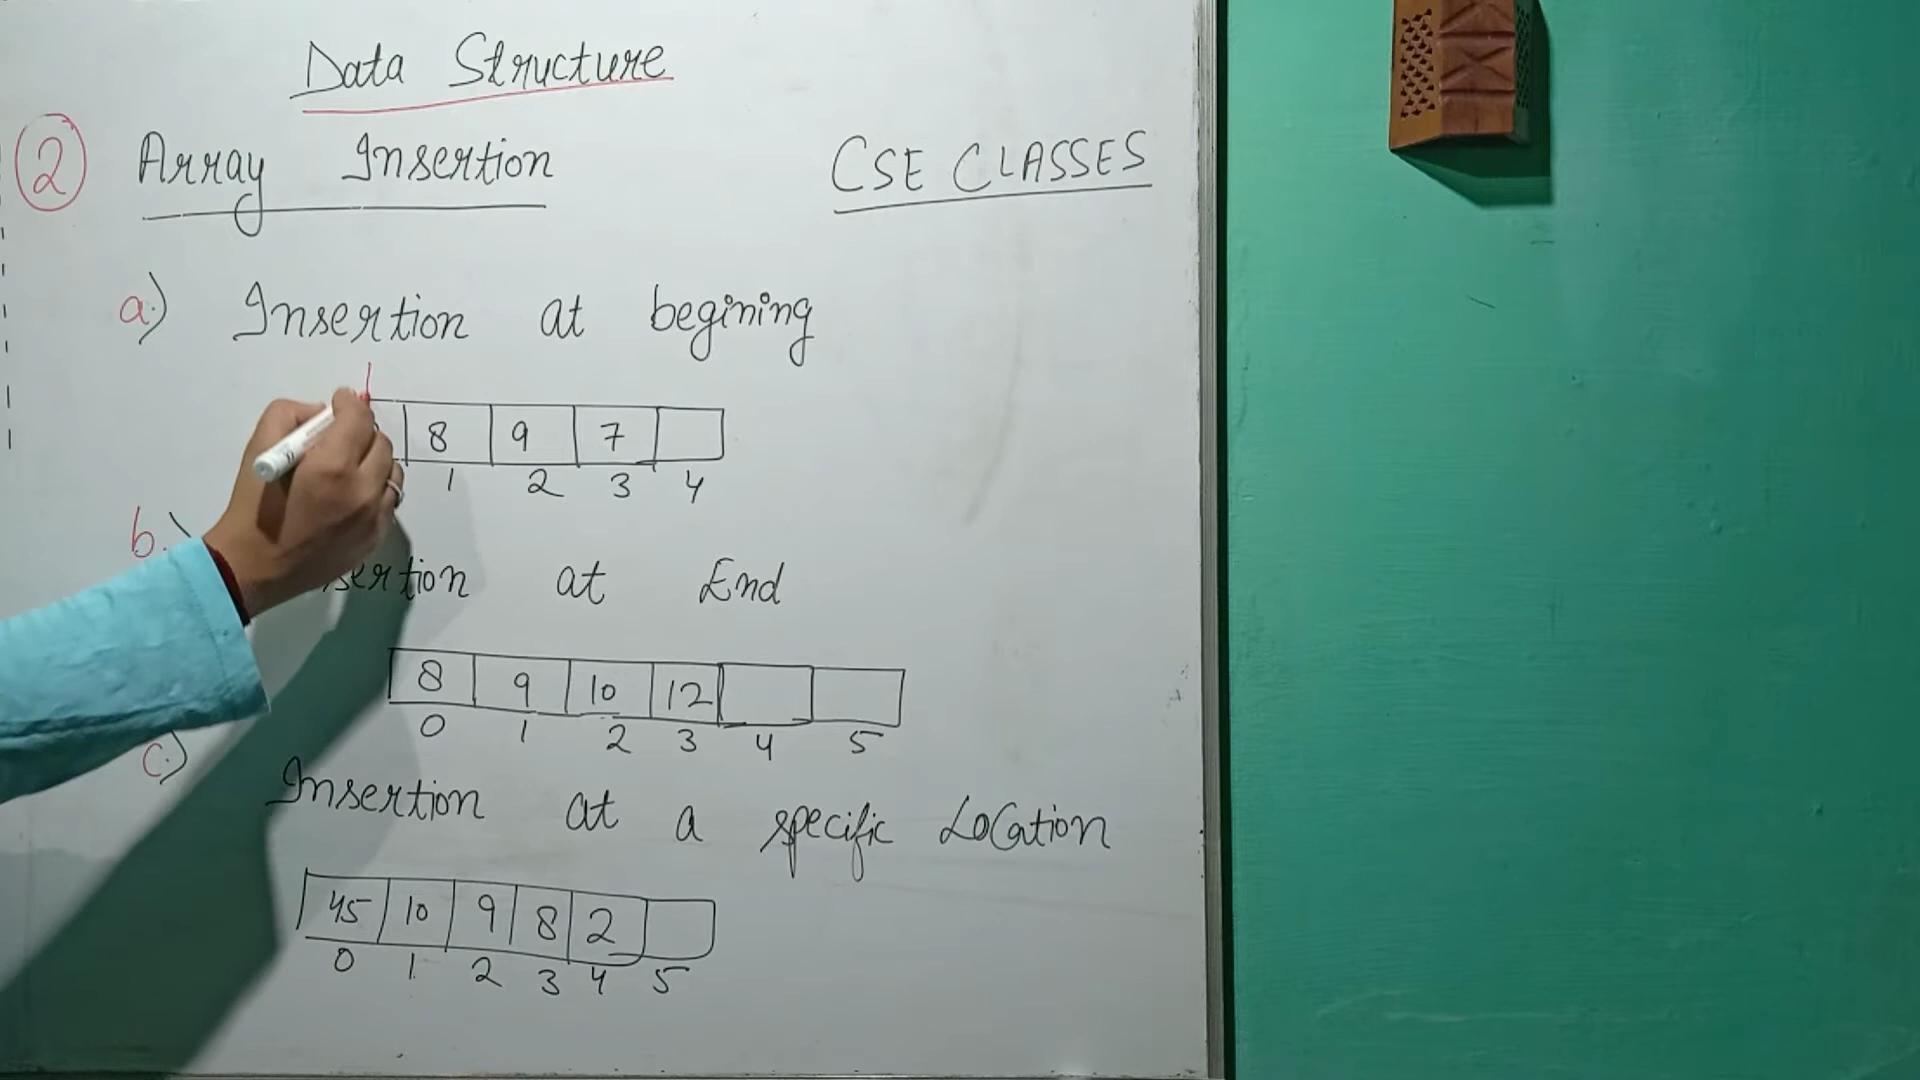 Data Structure
2 Array Insertion CSE CLASSES
a.) Insertion at begining
8 9 7
1 2 3 4
b.)
at End
8 9 10 12
0 1 2 3 4 5
c.)
Insertion at a specific Location
45 10 9 8 2
0 1 2 3 4 5